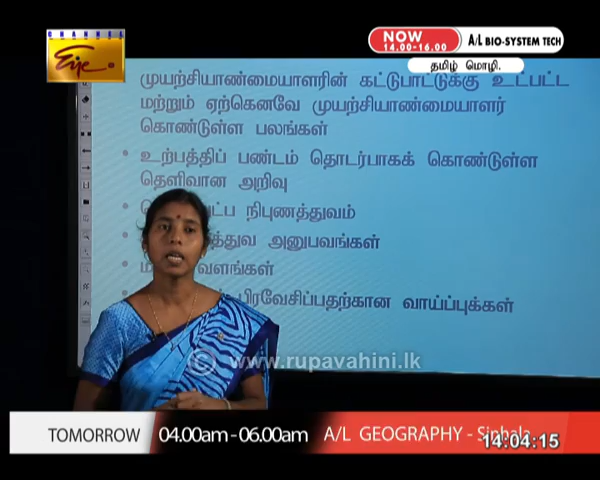 CHANNEL
Eye
NOW
14.00-16.00
A/L BIO-SYSTEM TECH
தமிழ் மொழி.
முயற்சியாண்மையாளரின் கட்டுபாட்டுக்கு உட்பட்ட
மற்றும் ஏற்கெனவே முயற்சியாண்மையாளர்
கொண்டுள்ள பலங்கள்
• உற்பத்திப் பண்டம் தொடர்பாகக் கொண்டுள்ள
தெளிவான அறிவு
• நிபுணத்துவம்
• அனுபவங்கள்
•
• பிரவேசிப்பதற்கான வாய்ப்புக்கள்
© www.rupavahini.lk
TOMORROW 04.00am - 06.00am A/L GEOGRAPHY - Sinhala
14:04:15